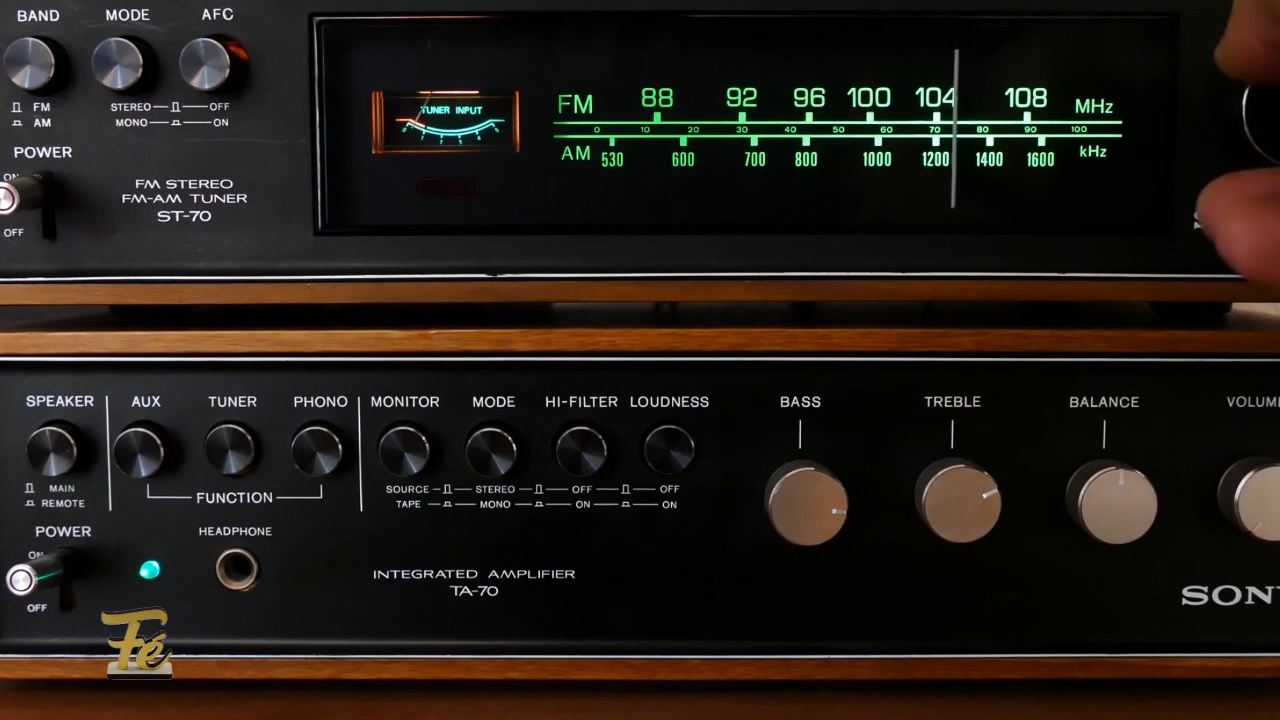 BAND MODE AFC
FM STEREO OFF
AM MONO ON
POWER
ON
OFF
FM STEREO
FM-AM TUNER
ST-70
TUNER INPUT
FM 88 92 96 100 104 108 MHz
0 10 20 30 40 50 60 70 80 90 100
AM 530 600 700 800 1000 1200 1400 1600 kHz
SPEAKER AUX TUNER PHONO MONITOR MODE HI-FILTER LOUDNESS BASS TREBLE BALANCE VOLUM
MAIN SOURCE STEREO OFF OFF
REMOTE FUNCTION TAPE MONO ON ON
POWER HEADPHONE
ON
OFF
INTEGRATED AMPLIFIER
TA-70
SON
Fé